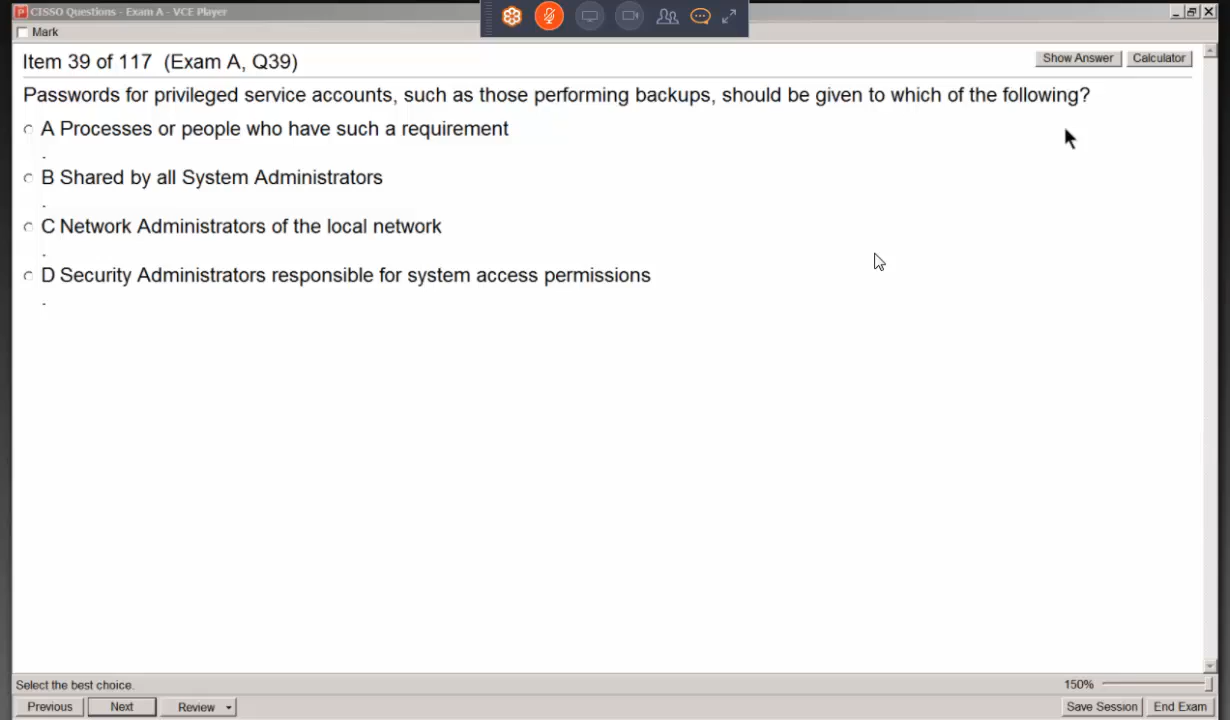 CISSO Questions - Exam A - VCE Player
Mark
Item 39 of 117 (Exam A, Q39)
Show Answer
Calculator
Passwords for privileged service accounts, such as those performing backups, should be given to which of the following?
A Processes or people who have such a requirement
.
B Shared by all System Administrators
.
C Network Administrators of the local network
.
D Security Administrators responsible for system access permissions
.
Select the best choice.
150%
Previous
Next
Review
Save Session
End Exam